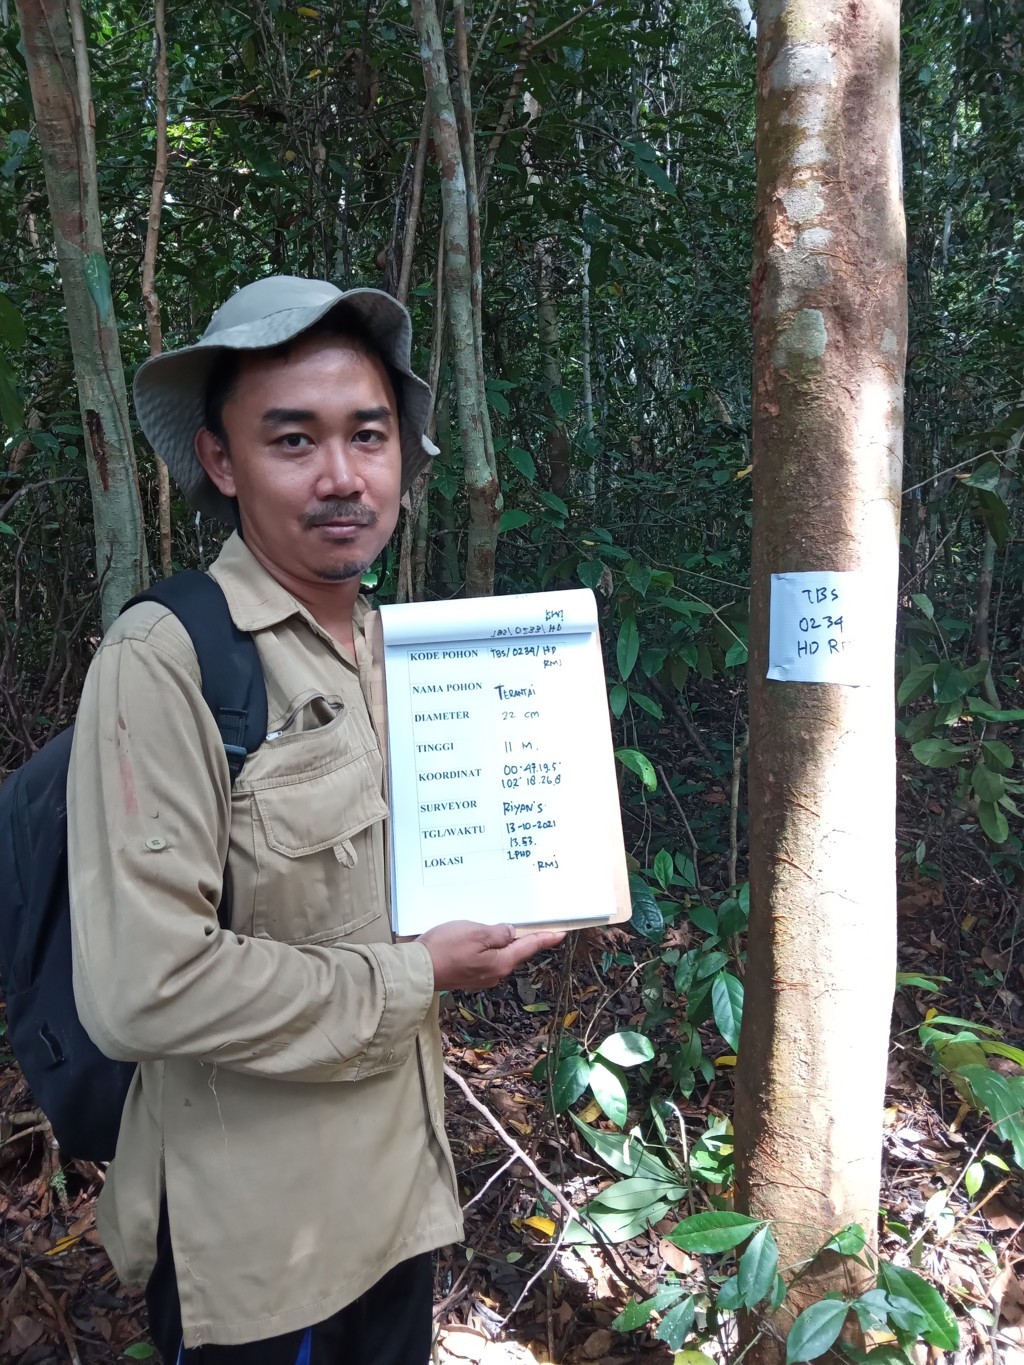 KODE POHON TBS/0234/HD
RMJ
NAMA POHON TERANTAI
DIAMETER 22 cm
TINGGI 11 M.
KOORDINAT 00°47.19.5"
102°18.26.8
SURVEYOR RIYAN S
TGL/WAKTU 13-10-2021
13.53.
LOKASI LPHD
RMJ
TBS
0234
HD